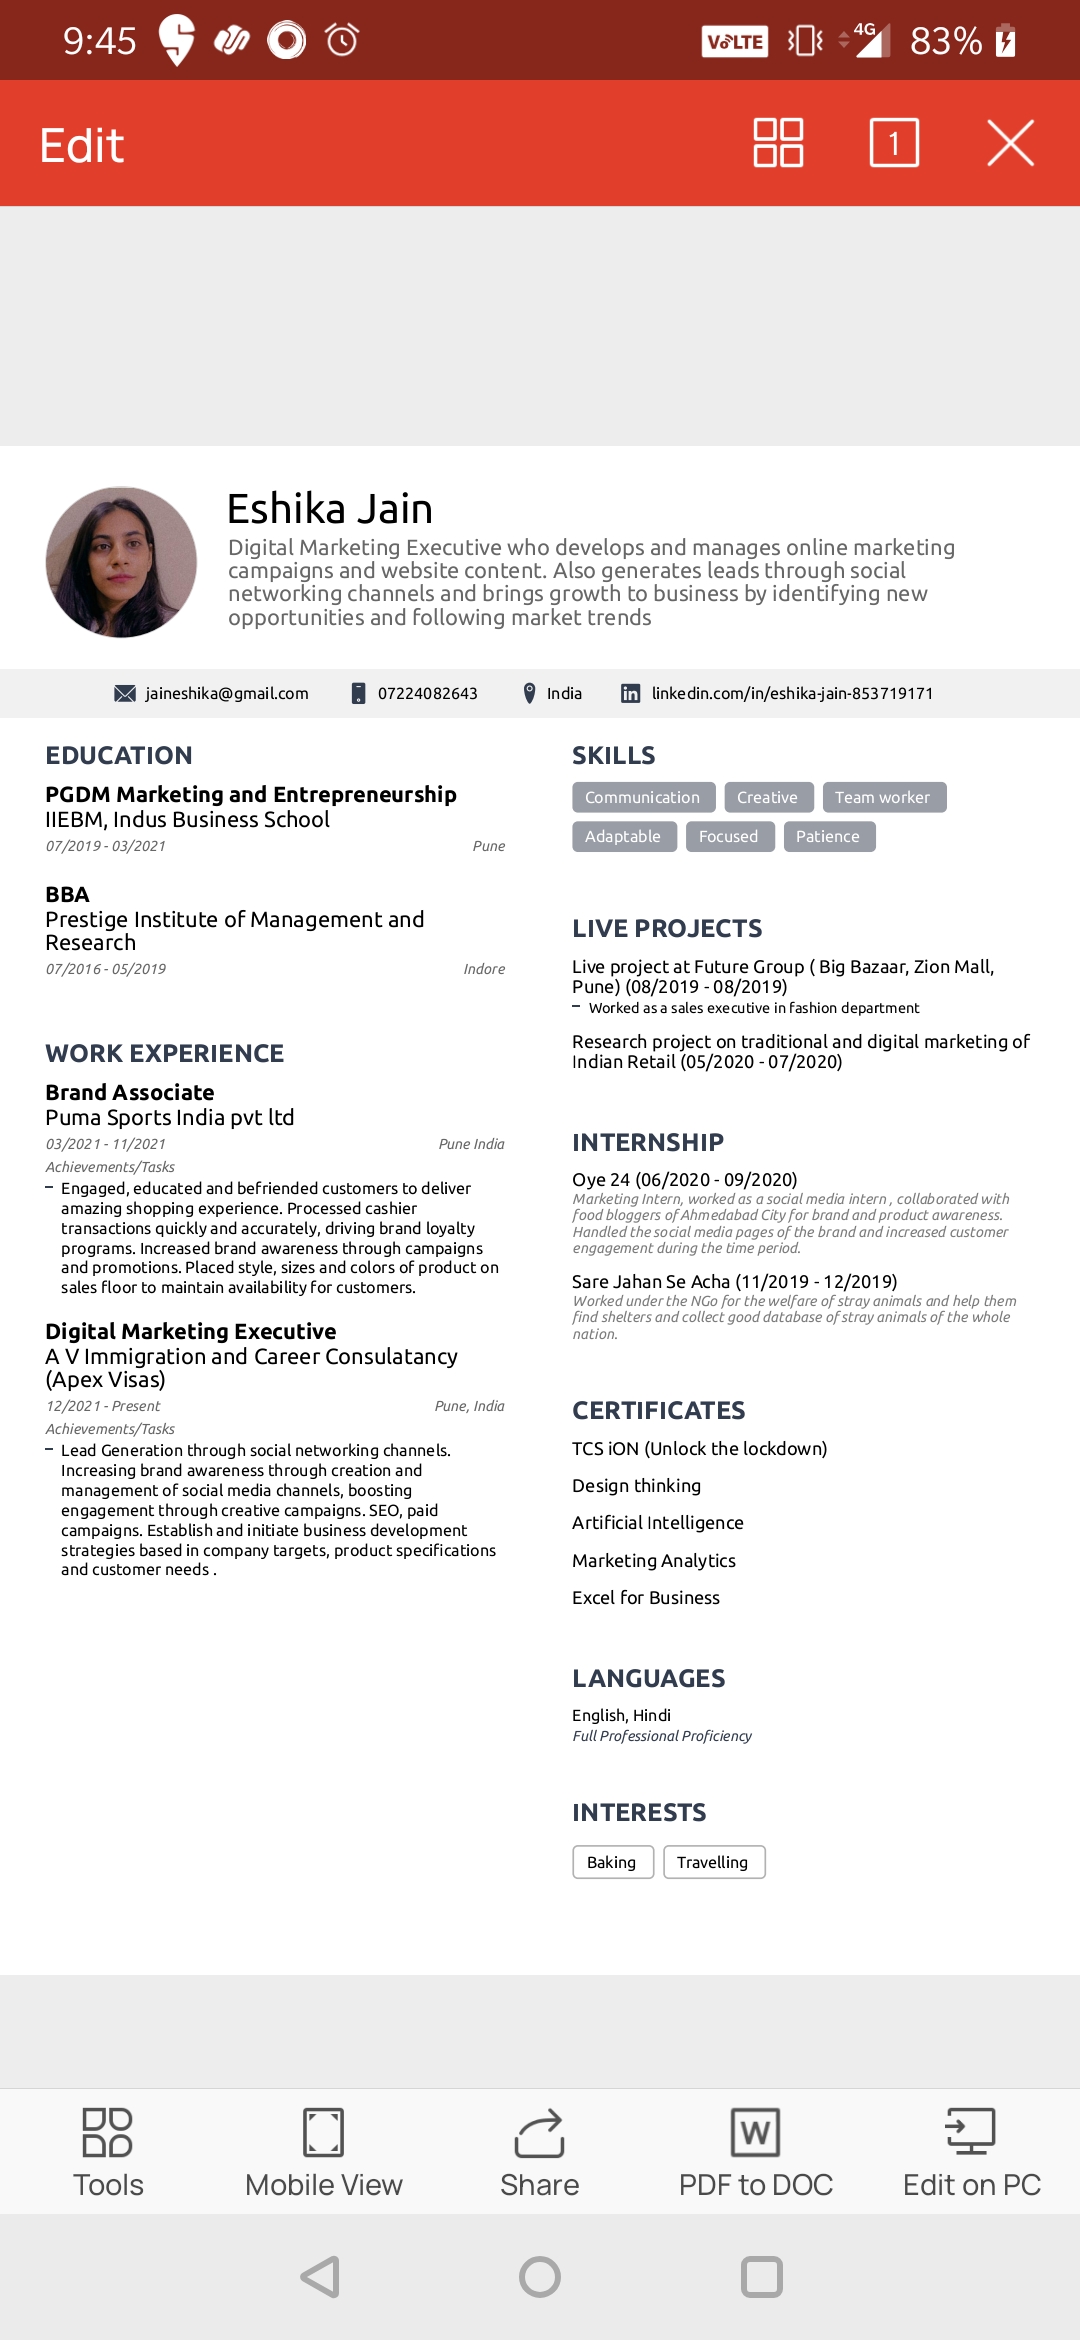 9:45
VoLTE
4G
83%
Edit
1
Eshika Jain
Digital Marketing Executive who develops and manages online marketing
campaigns and website content. Also generates leads through social
networking channels and brings growth to business by identifying new
opportunities and following market trends
jaineshika@gmail.com
07224082643
India
linkedin.com/in/eshika-jain-853719171
EDUCATION
PGDM Marketing and Entrepreneurship
IIEBM, Indus Business School
07/2019 - 03/2021
Pune
BBA
Prestige Institute of Management and
Research
07/2016 - 05/2019
Indore
WORK EXPERIENCE
Brand Associate
Puma Sports India pvt ltd
03/2021 - 11/2021
Pune India
Achievements/Tasks
– Engaged, educated and befriended customers to deliver
amazing shopping experience. Processed cashier
transactions quickly and accurately, driving brand loyalty
programs. Increased brand awareness through campaigns
and promotions. Placed style, sizes and colors of product on
sales floor to maintain availability for customers.
Digital Marketing Executive
A V Immigration and Career Consulatancy
(Apex Visas)
12/2021 - Present
Pune, India
Achievements/Tasks
– Lead Generation through social networking channels.
Increasing brand awareness through creation and
management of social media channels, boosting
engagement through creative campaigns. SEO, paid
campaigns. Establish and initiate business development
strategies based in company targets, product specifications
and customer needs .
SKILLS
Communication
Creative
Team worker
Adaptable
Focused
Patience
LIVE PROJECTS
Live project at Future Group ( Big Bazaar, Zion Mall,
Pune) (08/2019 - 08/2019)
– Worked as a sales executive in fashion department
Research project on traditional and digital marketing of
Indian Retail (05/2020 - 07/2020)
INTERNSHIP
Oye 24 (06/2020 - 09/2020)
Marketing Intern, worked as a social media intern , collaborated with
food bloggers of Ahmedabad City for brand and product awareness.
Handled the social media pages of the brand and increased customer
engagement during the time period.
Sare Jahan Se Acha (11/2019 - 12/2019)
Worked under the NGo for the welfare of stray animals and help them
find shelters and collect good database of stray animals of the whole
nation.
CERTIFICATES
TCS iON (Unlock the lockdown)
Design thinking
Artificial Intelligence
Marketing Analytics
Excel for Business
LANGUAGES
English, Hindi
Full Professional Proficiency
INTERESTS
Baking
Travelling
Tools
Mobile View
Share
W
PDF to DOC
Edit on PC